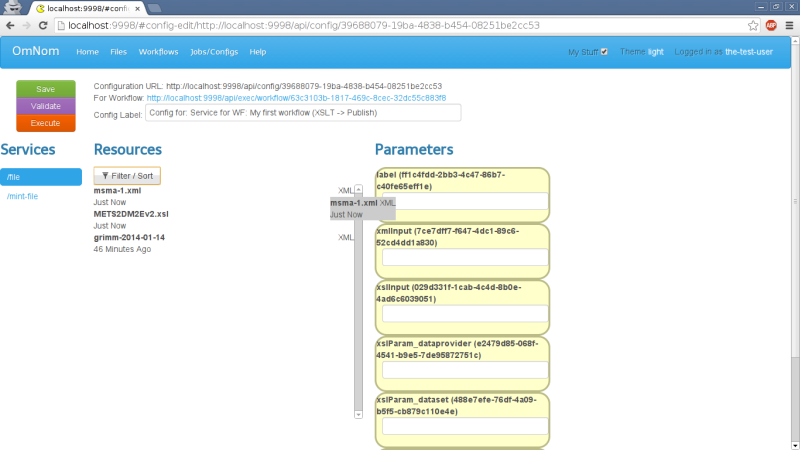 localhost:9998/#config-e
localhost:9998/#config-edit/http://localhost:9998/api/config/39688079-19ba-4838-b454-08251be2cc53
ABP
OmNom Home Files Workflows Jobs/Configs Help My Stuff Theme light Logged in as the-test-user
Save
Validate
Execute
Configuration URL: http://localhost:9998/api/config/39688079-19ba-4838-b454-08251be2cc53
For Workflow: http://localhost:9998/api/exec/workflow/63c3103b-1817-469c-8cec-32dc55c883f8
Config Label: Config for: Service for WF: My first workflow (XSLT -> Publish)
Services
/file
/mint-file
Resources
Filter / Sort
msma-1.xml XML
Just Now
METS2DM2Ev2.xsl
Just Now
grimm-2014-01-14 XML
46 Minutes Ago
msma-1.xml XML
Just Now
Parameters
label (ff1c4fdd-2bb3-4c47-86b7-
c40fe65eff1e)
xmlInput (7ce7dff7-f647-4dc1-89c6-
52cd4dd1a830)
xslInput (029d331f-1cab-4c4d-8b0e-
4ad6c6039051)
xslParam_dataprovider (e2479d85-068f-
4541-b9e5-7de95872751c)
xslParam_dataset (488e7efe-76df-4a09-
b5f5-cb879c110e4e)